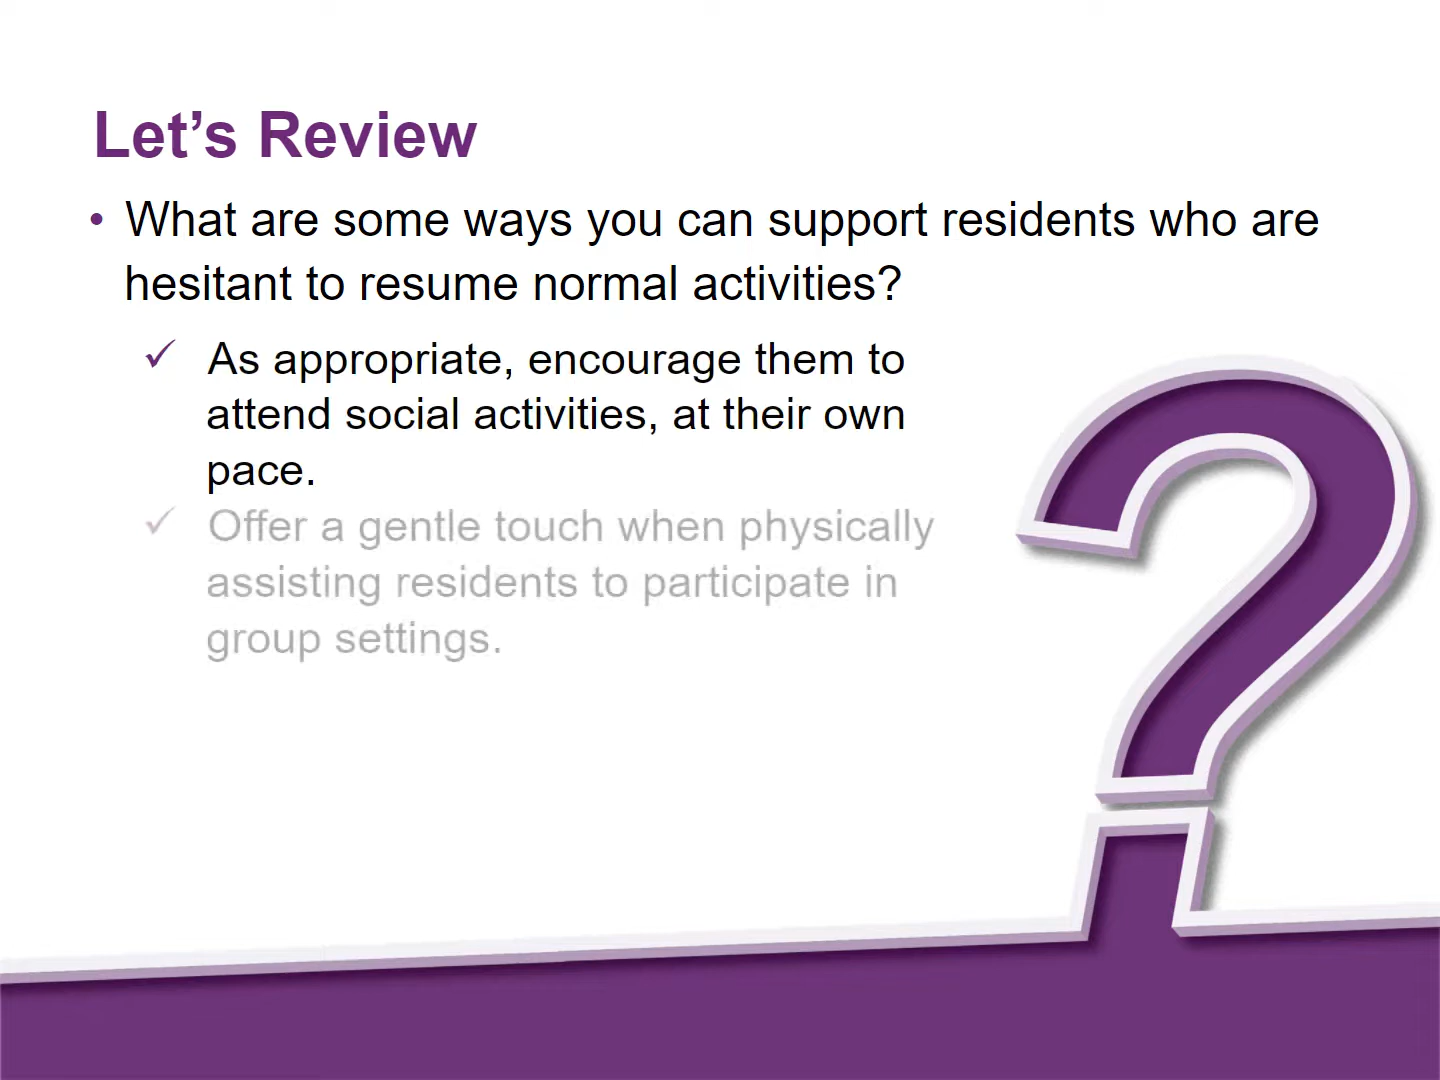 Let’s Review
• What are some ways you can support residents who are
hesitant to resume normal activities?
✓ As appropriate, encourage them to
attend social activities, at their own
pace.
✓ Offer a gentle touch when physically
assisting residents to participate in
group settings.